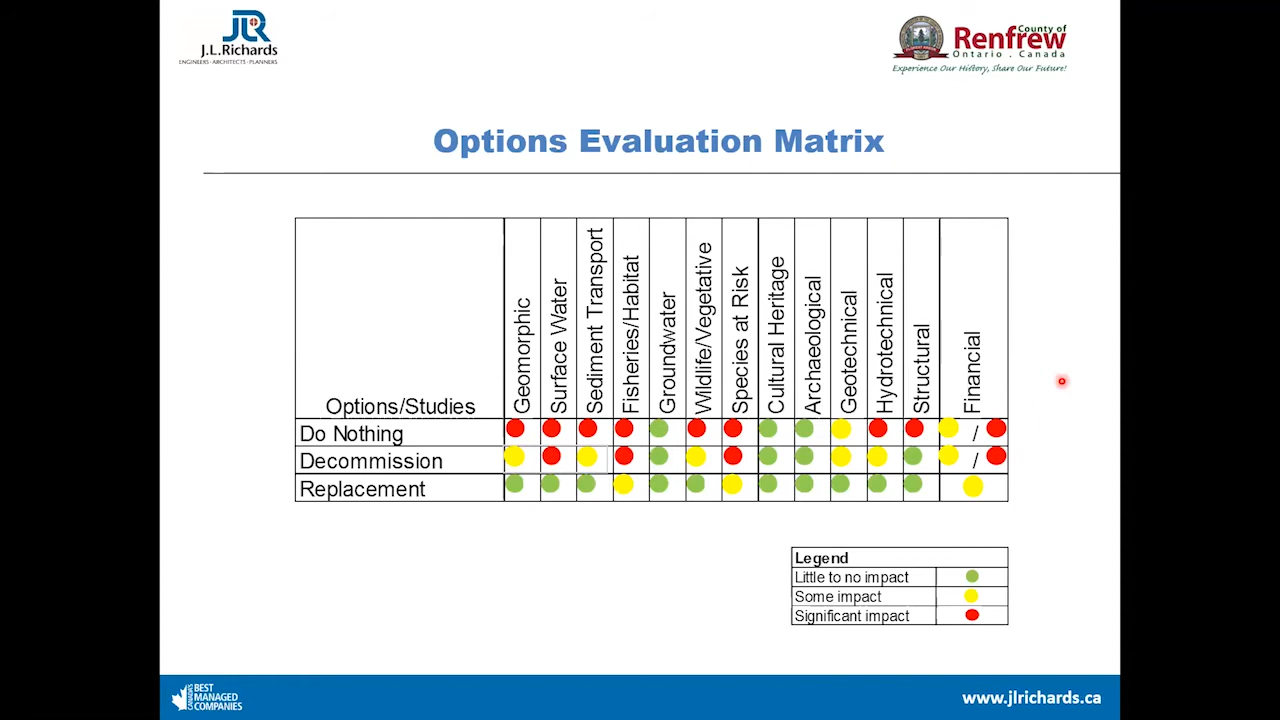 J.L.Richards
ENGINEERS·ARCHITECTS·PLANNERS
County of
Renfrew
Ontario . Canada
Experience Our History, Share Our Future!
Options Evaluation Matrix
Options/Studies
Geomorphic
Surface Water
Sediment Transport
Fisheries/Habitat
Groundwater
Wildlife/Vegetative
Species at Risk
Cultural Heritage
Archaeological
Geotechnical
Hydrotechnical
Structural
Financial
Do Nothing /
Decommission /
Replacement
Legend
Little to no impact
Some impact
Significant impact
CANADA'S
BEST
MANAGED
COMPANIES
www.jlrichards.ca